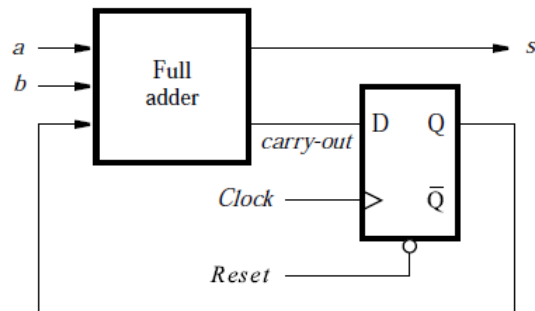 a
b
Full
adder
s
carry-out
D
Q
Clock
Q̅
Reset